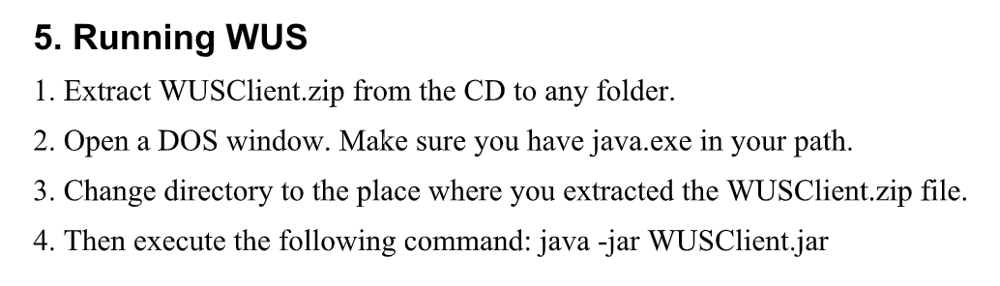 5. Running WUS
1. Extract WUSClient.zip from the CD to any folder.
2. Open a DOS window. Make sure you have java.exe in your path.
3. Change directory to the place where you extracted the WUSClient.zip file.
4. Then execute the following command: java -jar WUSClient.jar